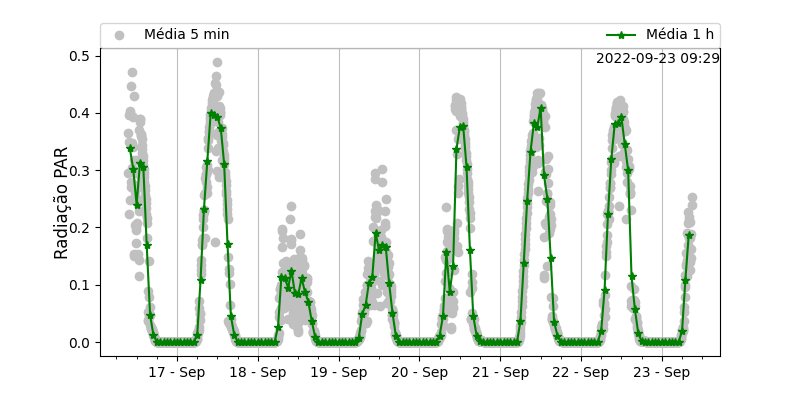 Média 5 min
Média 1 h
2022-09-23 09:29
Radiação PAR
0.5
0.4
0.3
0.2
0.1
0.0
17 - Sep
18 - Sep
19 - Sep
20 - Sep
21 - Sep
22 - Sep
23 - Sep